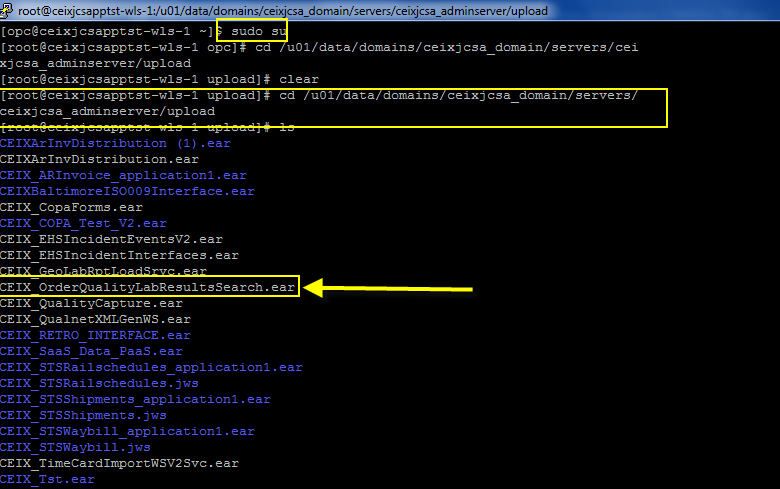 root@ceixjcsapptst-wls-1:/u01/data/domains/ceixjcsa_domain/servers/ceixjcsa_adminserver/upload
[opc@ceixjcsapptst-wls-1 ~]$ sudo su
[root@ceixjcsapptst-wls-1 opc]# cd /u01/data/domains/ceixjcsa_domain/servers/cei
xjcsa_adminserver/upload
[root@ceixjcsapptst-wls-1 upload]# clear
[root@ceixjcsapptst-wls-1 upload]# cd /u01/data/domains/ceixjcsa_domain/servers/
ceixjcsa_adminserver/upload
[root@ceixjcsapptst-wls-1 upload]# ls
CEIXArInvDistribution (1).ear
CEIXArInvDistribution.ear
CEIX_ARInvoice_application1.ear
CEIXBaltimoreISO009Interface.ear
CEIX_CopaForms.ear
CEIX_COPA_Test_V2.ear
CEIX_EHSIncidentEventsV2.ear
CEIX_EHSIncidentInterfaces.ear
CEIX_GeoLabRptLoadSrvc.ear
CEIX_OrderQualityLabResultsSearch.ear
CEIX_QualityCapture.ear
CEIX_QualnetXMLGenWS.ear
CEIX_RETRO_INTERFACE.ear
CEIX_SaaS_Data_PaaS.ear
CEIX_STSRailschedules_application1.ear
CEIX_STSRailschedules.jws
CEIX_STSShipments_application1.ear
CEIX_STSShipments.jws
CEIX_STSWaybill_application1.ear
CEIX_STSWaybill.jws
CEIX_TimeCardImportWSV2Svc.ear
CEIX_Tst.ear